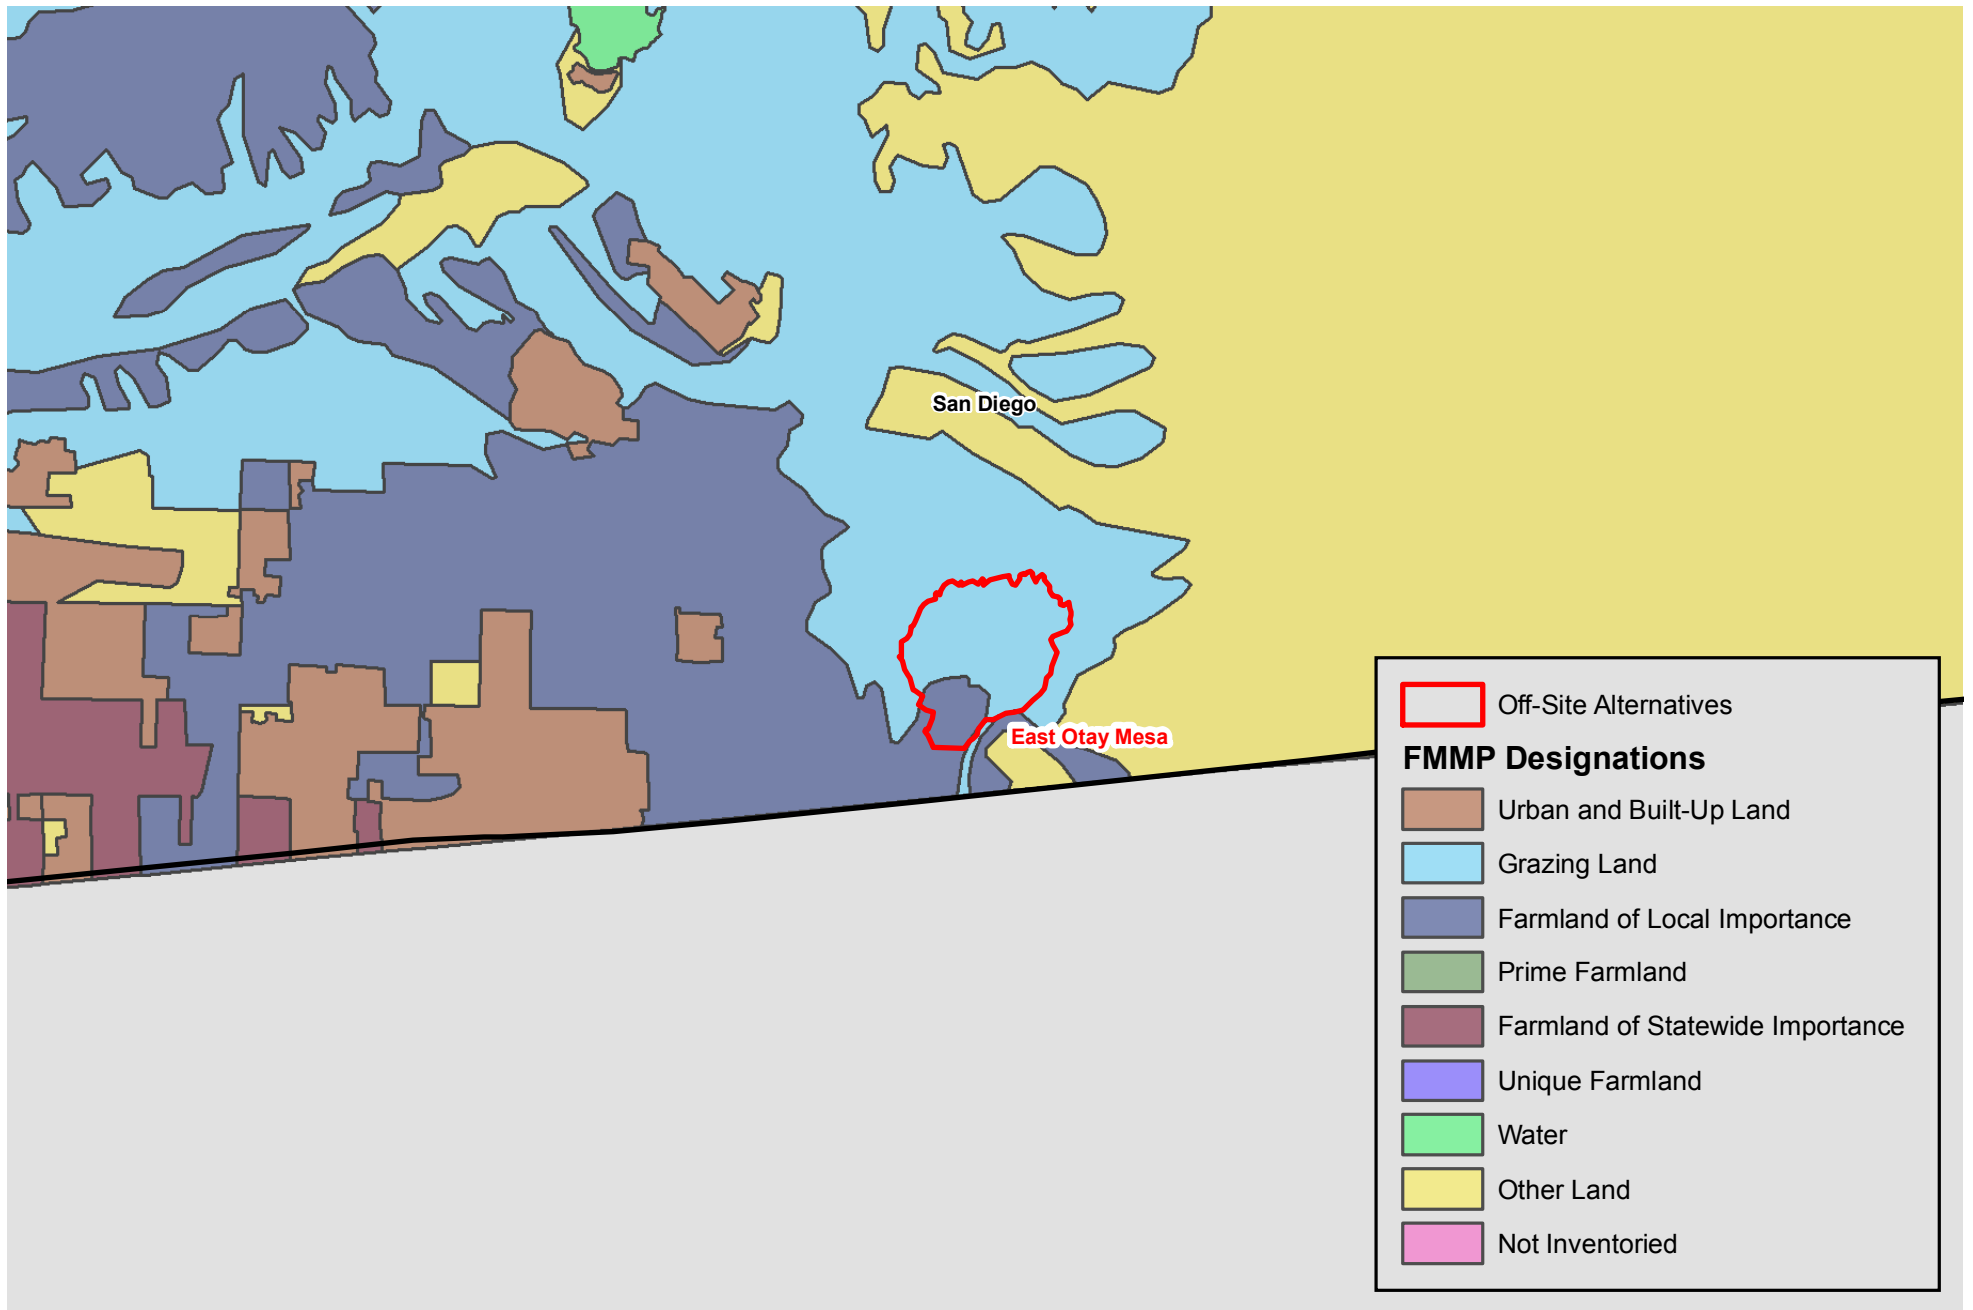 San Diego
East Otay Mesa
Off-Site Alternatives
FMMP Designations
Urban and Built-Up Land
Grazing Land
Farmland of Local Importance
Prime Farmland
Farmland of Statewide Importance
Unique Farmland
Water
Other Land
Not Inventoried